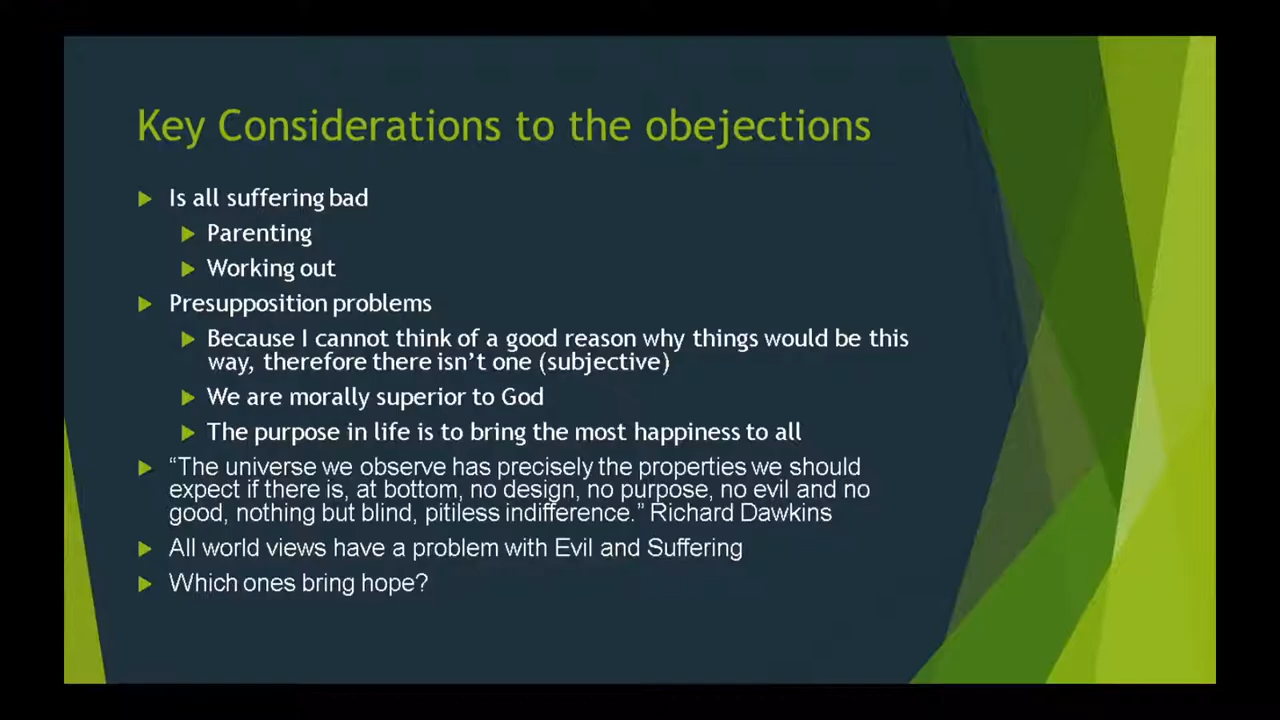 Key Considerations to the obejections
Is all suffering bad
Parenting
Working out
Presupposition problems
Because I cannot think of a good reason why things would be this
way, therefore there isn't one (subjective)
We are morally superior to God
The purpose in life is to bring the most happiness to all
“The universe we observe has precisely the properties we should
expect if there is, at bottom, no design, no purpose, no evil and no
good, nothing but blind, pitiless indifference.” Richard Dawkins
All world views have a problem with Evil and Suffering
Which ones bring hope?